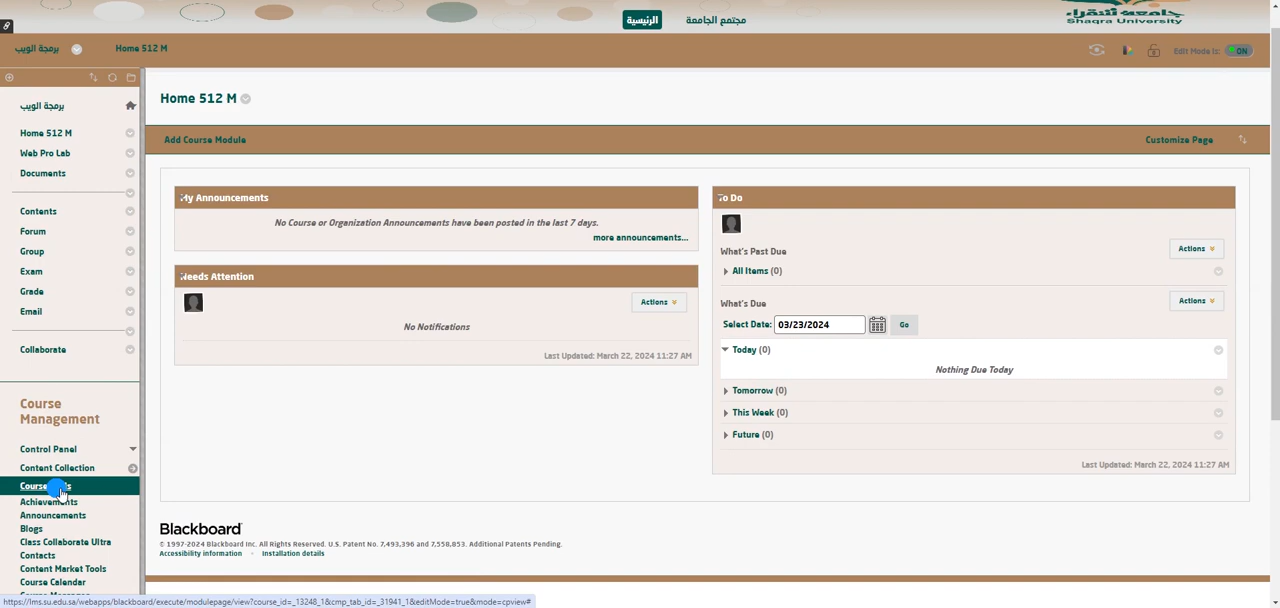 جامعة شقراء
Shaqra University
الرئيسية
مجتمع الجامعة
برمجة الويب
Home 512 M
Edit Mode is: ON
برمجة الويب
Home 512 M
Web Pro Lab
Documents
Contents
Forum
Group
Exam
Grade
Email
Collaborate
Course
Management
Control Panel
Content Collection
Course
Achievements
Announcements
Blogs
Class Collaborate Ultra
Contacts
Content Market Tools
Course Calendar
Home 512 M
Add Course Module
Customize Page
My Announcements
No Course or Organization Announcements have been posted in the last 7 days.
more announcements...
Needs Attention
Actions
No Notifications
Last Updated: March 22, 2024 11:27 AM
To Do
What's Past Due
Actions
All Items (0)
What's Due
Actions
Select Date: 03/23/2024 Go
Today (0)
Nothing Due Today
Tomorrow (0)
This Week (0)
Future (0)
Last Updated: March 22, 2024 11:27 AM
Blackboard
© 1997-2024 Blackboard Inc. All Rights Reserved. U.S. Patent No. 7,493,396 and 7,558,853. Additional Patents Pending.
Accessibility information
Installation details
https://lms.su.edu.sa/webapps/blackboard/execute/modulepage/view?course_id=_13248_1&cmp_tab_id=_31941_1&editMode=true&mode=cpview#